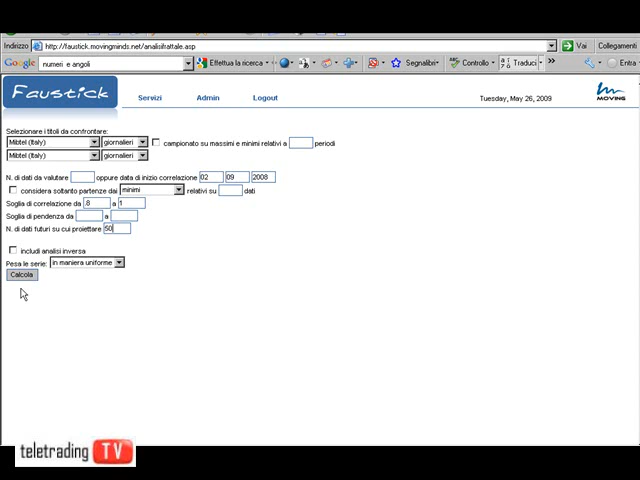 Indirizzo http://faustick.movingminds.net/analisifrattale.asp Vai Collegamenti
Google numeri e angoli Effettua la ricerca Segnalibri Controllo Traduci Entra
Faustick Servizi Admin Logout Tuesday, May 26, 2009 MOVING
Selezionare i titoli da confrontare:
Mibtel (Italy) giornalieri campionato su massimi e minimi relativi a periodi
Mibtel (Italy) giornalieri
N. di dati da valutare oppure data di inizio correlazione 02 09 2008
considera soltanto partenze dai minimi relativi su dati
Soglia di correlazione da .8 a 1
Soglia di pendenza da a
N. di dati futuri su cui proiettare 50
includi analisi inversa
Pesa le serie: in maniera uniforme
Calcola
teletrading TV